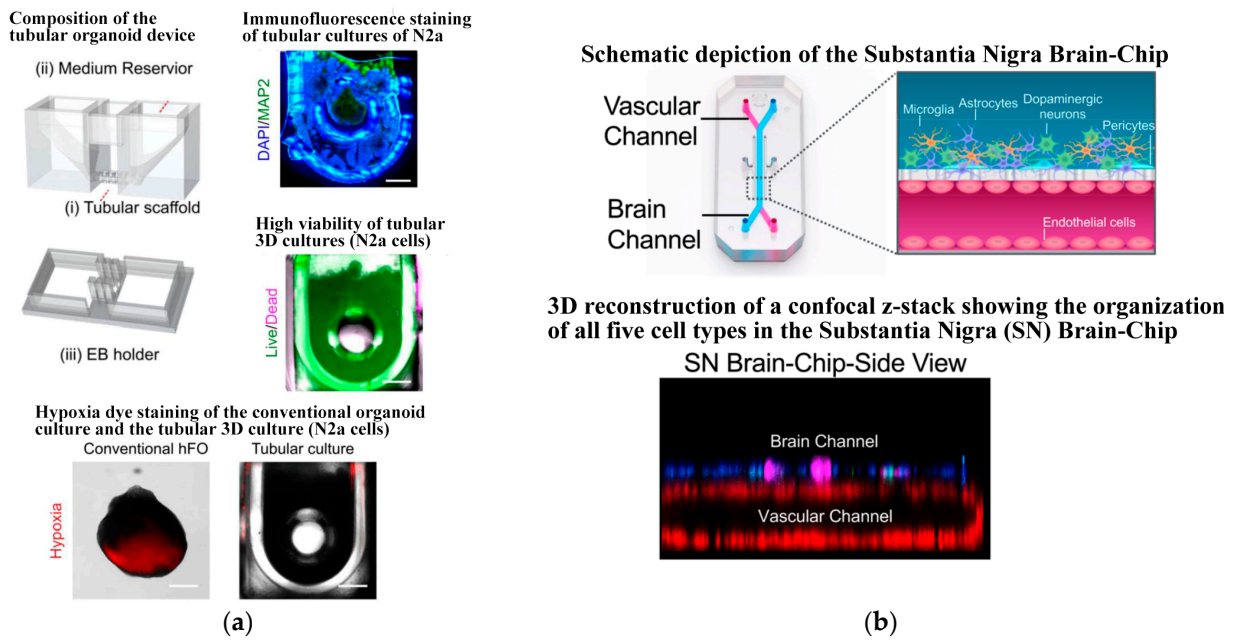 Composition of the
tubular organoid device
(ii) Medium Reservior
(i) Tubular scaffold
(iii) EB holder
Immunofluorescence staining
of tubular cultures of N2a
DAPI/MAP2
High viability of tubular
3D cultures (N2a cells)
Live/Dead
Hypoxia dye staining of the conventional organoid
culture and the tubular 3D culture (N2a cells)
Conventional hFO
Tubular culture
Hypoxia
(a)
Schematic depiction of the Substantia Nigra Brain-Chip
Vascular
Channel
Brain
Channel
Microglia
Astrocytes
Dopaminergic
neurons
Pericytes
Endothelial cells
3D reconstruction of a confocal z-stack showing the organization
of all five cell types in the Substantia Nigra (SN) Brain-Chip
SN Brain-Chip-Side View
Brain Channel
Vascular Channel
(b)